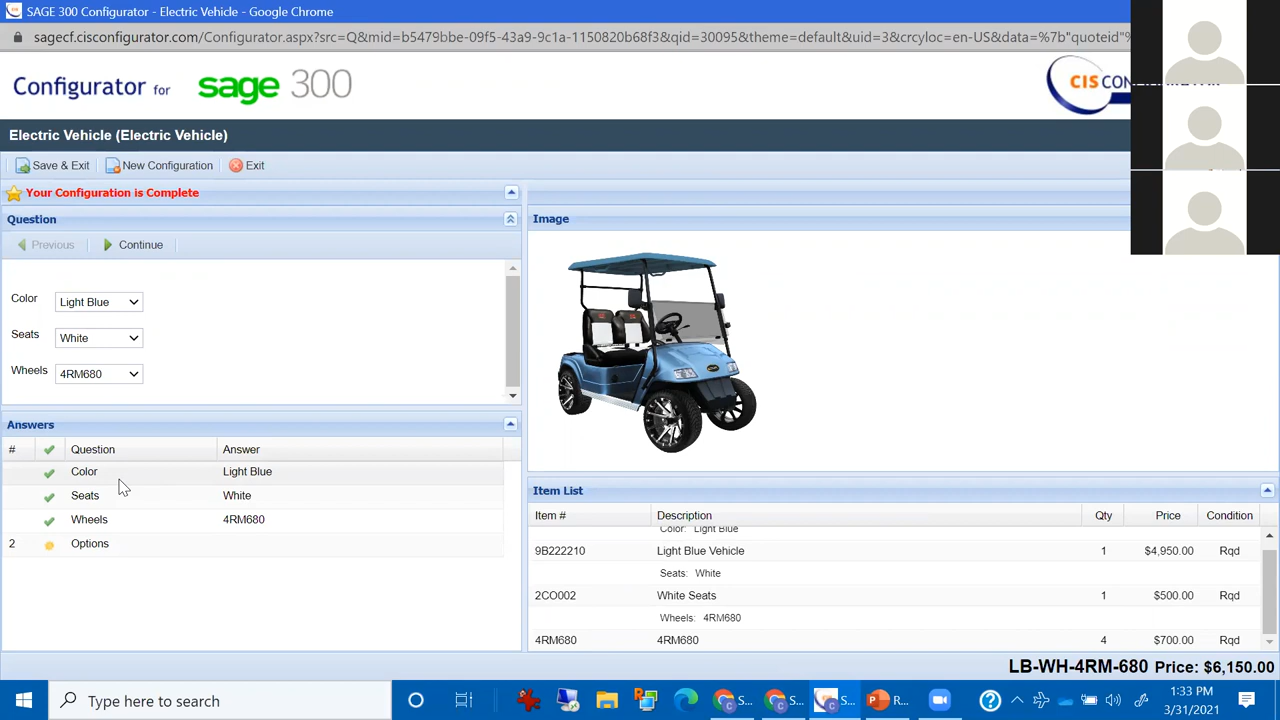 SAGE 300 Configurator - Electric Vehicle - Google Chrome
sagecf.cisconfigurator.com/Configurator.aspx?src=Q&mid=b5479bbe-09f5-43a9-9c1a-1150820b68f3&qid=30095&theme=default&uid=3&crcyloc=en-US&data=%7b"quoteid"%
Configurator for sage 300
CIS CON
Electric Vehicle (Electric Vehicle)
Save & Exit New Configuration Exit
Your Configuration is Complete
Question
Previous Continue
Color Light Blue
Seats White
Wheels 4RM680
Answers
# Question Answer
Color Light Blue
Seats White
Wheels 4RM680
2 Options
Image
Item List
Item # Description Qty Price Condition
Color: Light Blue
9B222210 Light Blue Vehicle 1 $4,950.00 Rqd
Seats: White
2CO002 White Seats 1 $500.00 Rqd
Wheels: 4RM680
4RM680 4RM680 4 $700.00 Rqd
LB-WH-4RM-680 Price: $6,150.00
Type here to search
S... S... S... R...
1:33 PM
3/31/2021